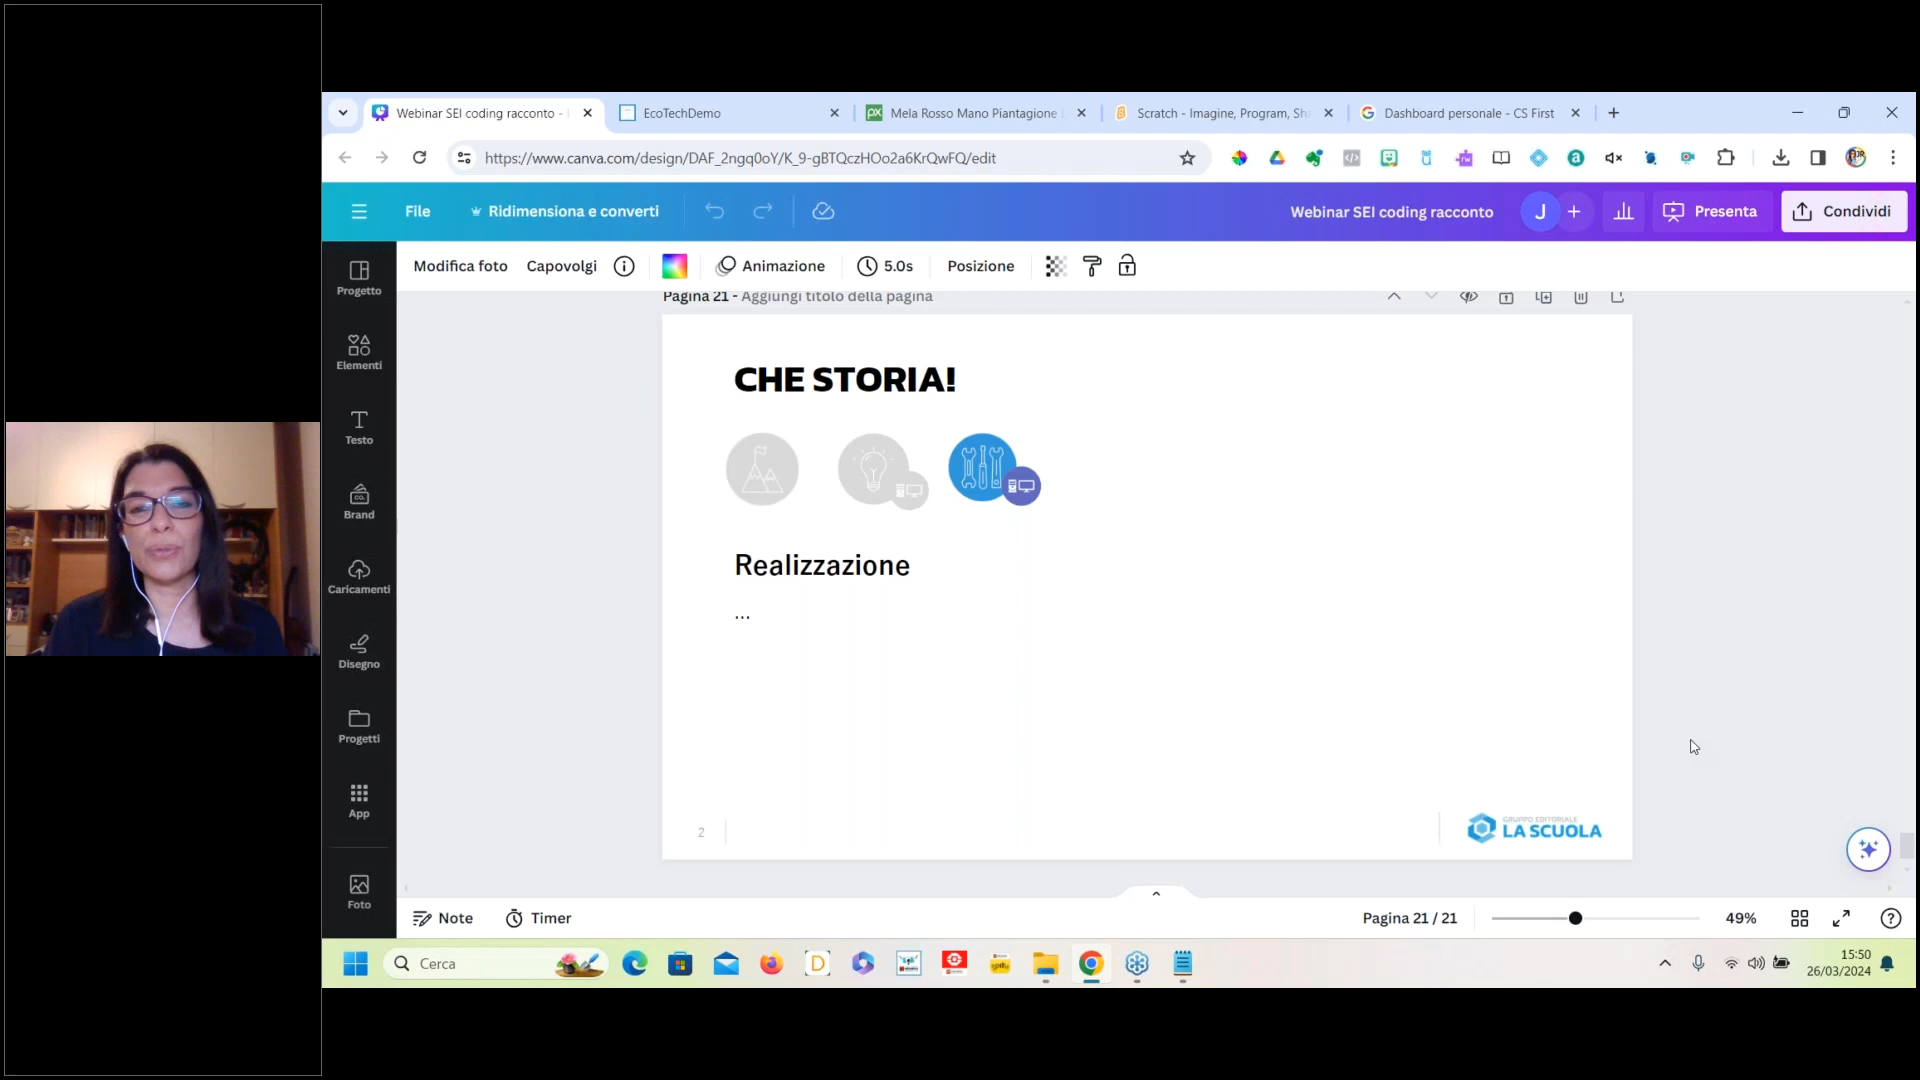 Webinar SEI coding racconto -
EcoTechDemo
Mela Rosso Mano Piantagione
Scratch - Imagine, Program, Sh
Dashboard personale - CS First
https://www.canva.com/design/DAF_2ngq0oY/K_9-gBTQczHOo2a6KrQwFQ/edit
File
Ridimensiona e converti
Webinar SEI coding racconto
J
Presenta
Condividi
Modifica foto
Capovolgi
Animazione
5.0s
Posizione
Progetto
Elementi
Testo
Brand
Caricamenti
Disegno
Progetti
App
Foto
Pagina 21 - Aggiungi titolo della pagina
CHE STORIA!
Realizzazione
...
2
GRUPPO EDITORIALE
LA SCUOLA
Note
Timer
Pagina 21 / 21
49%
Cerca
15:50
26/03/2024